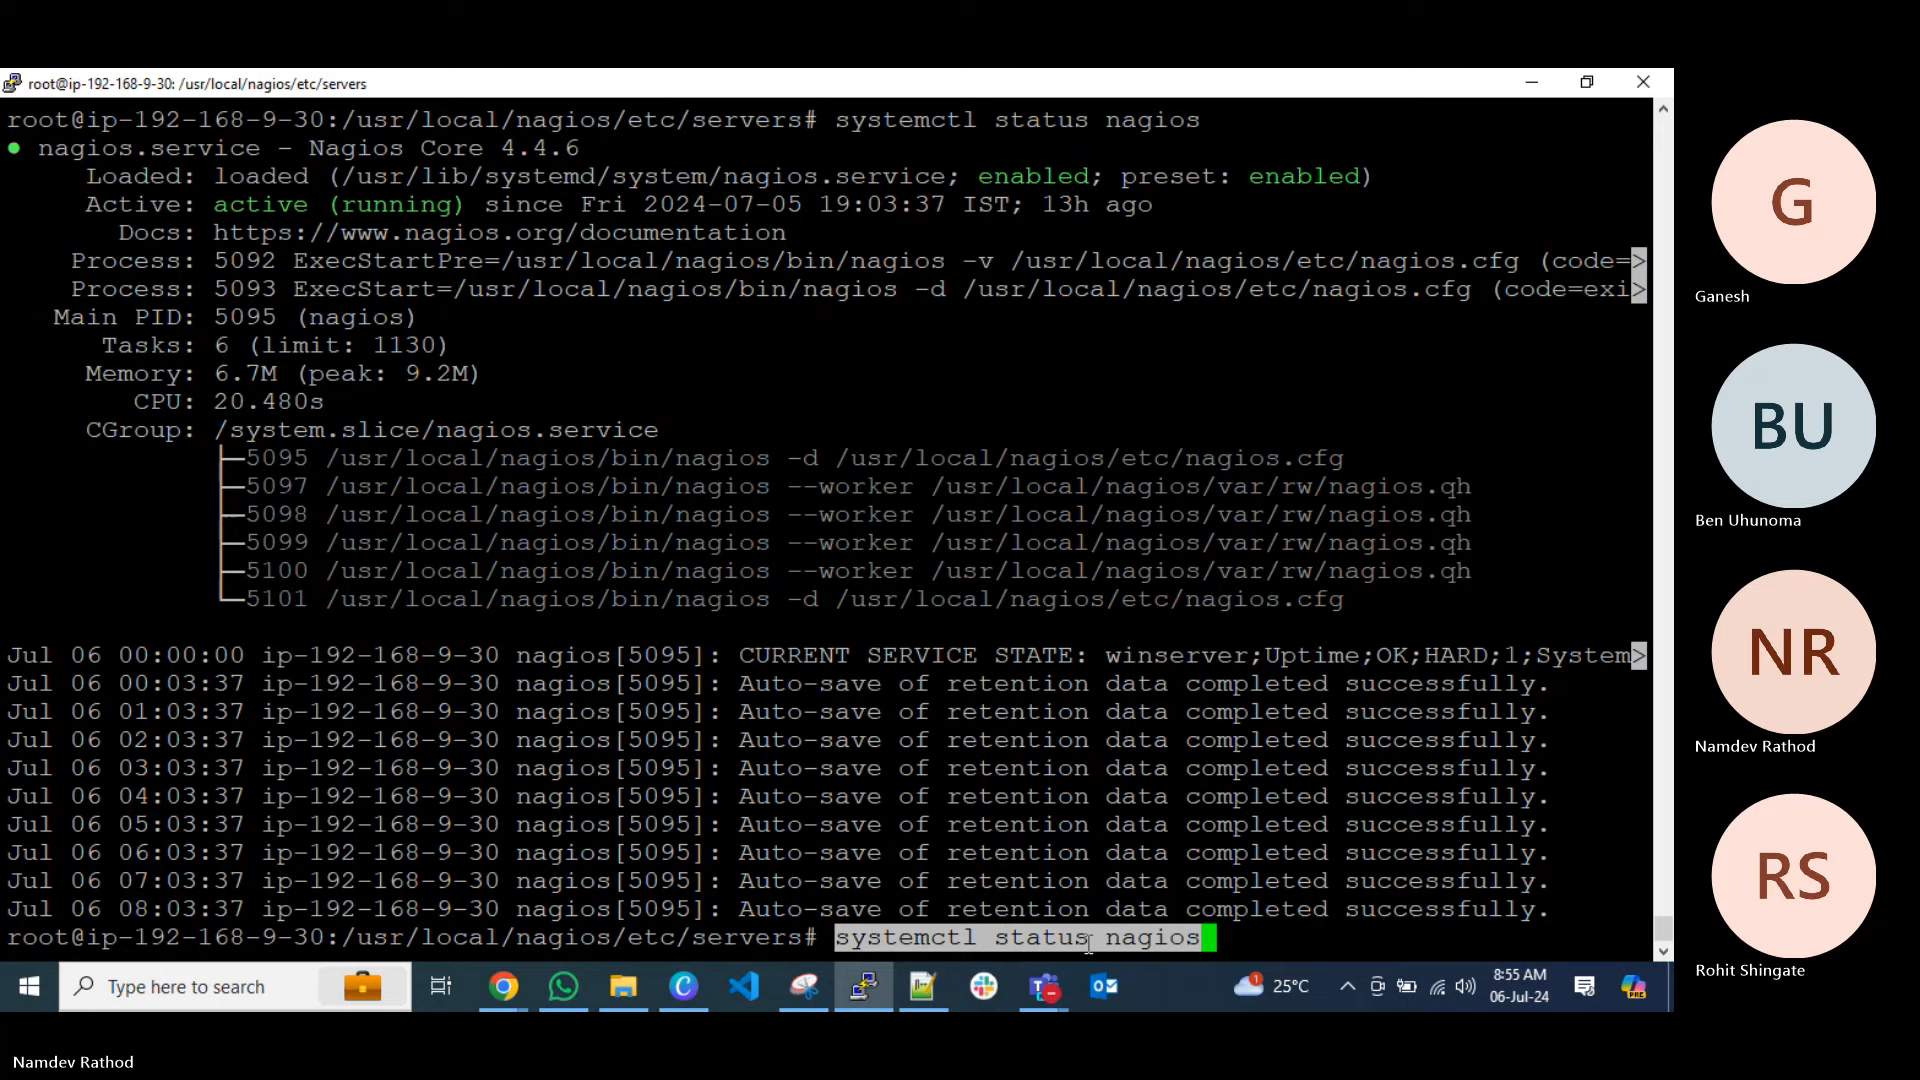 root@ip-192-168-9-30: /usr/local/nagios/etc/servers
root@ip-192-168-9-30:/usr/local/nagios/etc/servers# systemctl status nagios
● nagios.service - Nagios Core 4.4.6
Loaded: loaded (/usr/lib/systemd/system/nagios.service; enabled; preset: enabled)
Active: active (running) since Fri 2024-07-05 19:03:37 IST; 13h ago
Docs: https://www.nagios.org/documentation
Process: 5092 ExecStartPre=/usr/local/nagios/bin/nagios -v /usr/local/nagios/etc/nagios.cfg (code=>
Process: 5093 ExecStart=/usr/local/nagios/bin/nagios -d /usr/local/nagios/etc/nagios.cfg (code=exi>
Main PID: 5095 (nagios)
Tasks: 6 (limit: 1130)
Memory: 6.7M (peak: 9.2M)
CPU: 20.480s
CGroup: /system.slice/nagios.service
├─5095 /usr/local/nagios/bin/nagios -d /usr/local/nagios/etc/nagios.cfg
├─5097 /usr/local/nagios/bin/nagios --worker /usr/local/nagios/var/rw/nagios.qh
├─5098 /usr/local/nagios/bin/nagios --worker /usr/local/nagios/var/rw/nagios.qh
├─5099 /usr/local/nagios/bin/nagios --worker /usr/local/nagios/var/rw/nagios.qh
├─5100 /usr/local/nagios/bin/nagios --worker /usr/local/nagios/var/rw/nagios.qh
└─5101 /usr/local/nagios/bin/nagios -d /usr/local/nagios/etc/nagios.cfg
Jul 06 00:00:00 ip-192-168-9-30 nagios[5095]: CURRENT SERVICE STATE: winserver;Uptime;OK;HARD;1;System>
Jul 06 00:03:37 ip-192-168-9-30 nagios[5095]: Auto-save of retention data completed successfully.
Jul 06 01:03:37 ip-192-168-9-30 nagios[5095]: Auto-save of retention data completed successfully.
Jul 06 02:03:37 ip-192-168-9-30 nagios[5095]: Auto-save of retention data completed successfully.
Jul 06 03:03:37 ip-192-168-9-30 nagios[5095]: Auto-save of retention data completed successfully.
Jul 06 04:03:37 ip-192-168-9-30 nagios[5095]: Auto-save of retention data completed successfully.
Jul 06 05:03:37 ip-192-168-9-30 nagios[5095]: Auto-save of retention data completed successfully.
Jul 06 06:03:37 ip-192-168-9-30 nagios[5095]: Auto-save of retention data completed successfully.
Jul 06 07:03:37 ip-192-168-9-30 nagios[5095]: Auto-save of retention data completed successfully.
Jul 06 08:03:37 ip-192-168-9-30 nagios[5095]: Auto-save of retention data completed successfully.
root@ip-192-168-9-30:/usr/local/nagios/etc/servers# systemctl status nagios
Type here to search
1
25°C
8:55 AM
06-Jul-24
PRE
G
Ganesh
BU
Ben Uhunoma
NR
Namdev Rathod
RS
Rohit Shingate
Namdev Rathod